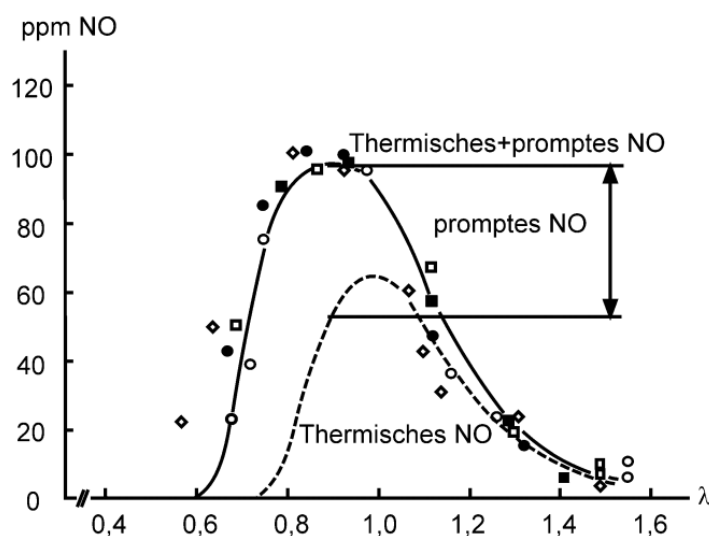 ppm NO
120
100
80
60
40
20
0
Thermisches+promptes NO
promptes NO
Thermisches NO
0,4 0,6 0,8 1,0 1,2 1,4 1,6 λ